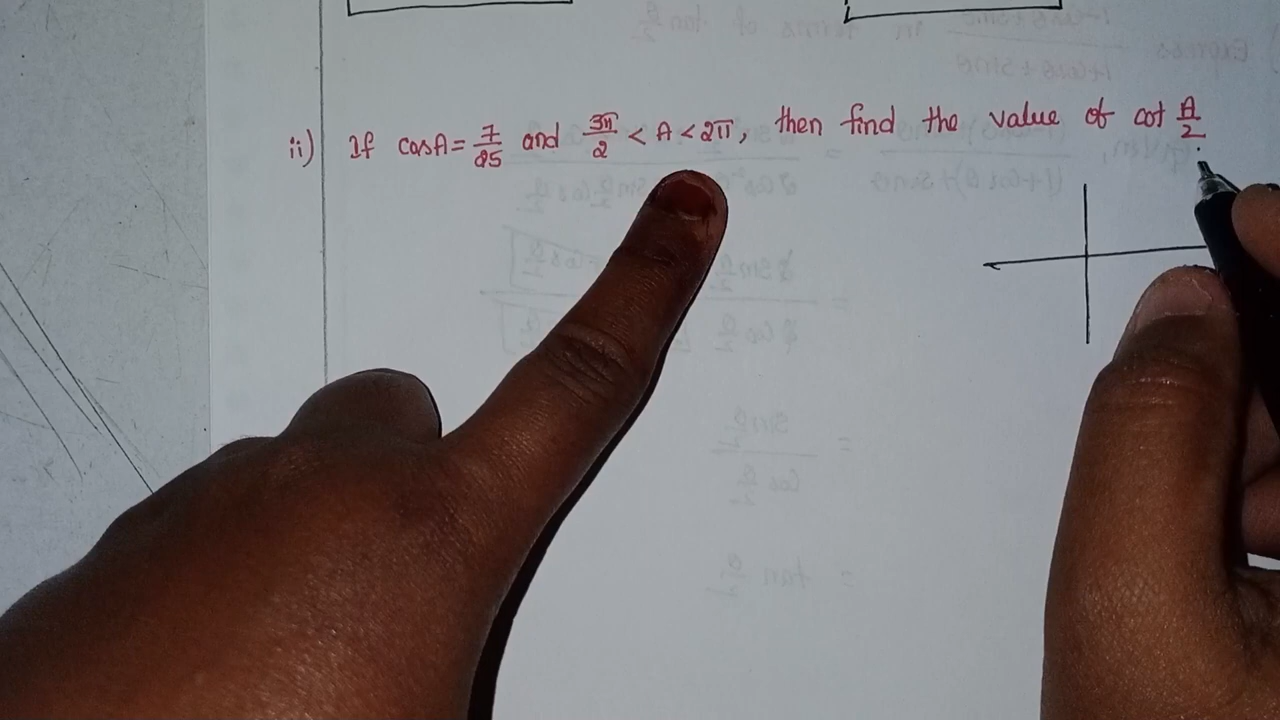 ii) If cosA = 7/25 and 3π/2 < A < 2π, then find the value of cot A/2.